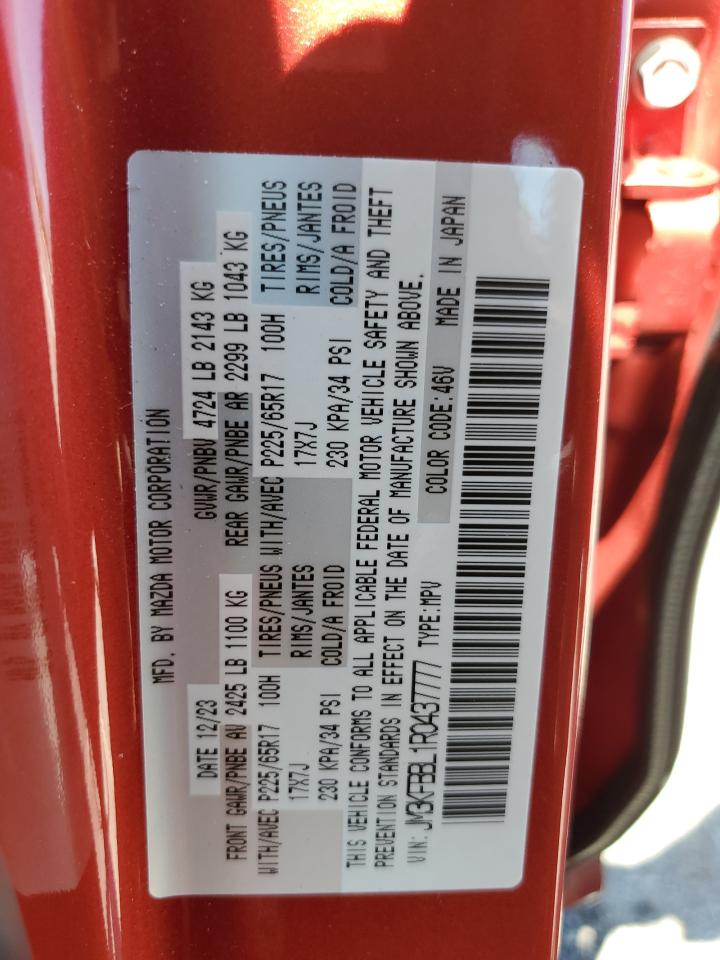 MFD. BY MAZDA MOTOR CORPORATION
DATE 12/23 GVWR/PNBV 4724 LB 2143 KG
FRONT GAWR/PNBE AV 2425 LB 1100 KG REAR GAWR/PNBE AR 2299 LB 1043 KG
WITH/AVEC P225/65R17 100H TIRES/PNEUS WITH/AVEC P225/65R17 100H TIRES/PNEUS
17X7J RIMS/JANTES 17X7J RIMS/JANTES
230 KPA/34 PSI COLD/A FROID 230 KPA/34 PSI COLD/A FROID
THIS VEHICLE CONFORMS TO ALL APPLICABLE FEDERAL MOTOR VEHICLE SAFETY AND THEFT
PREVENTION STANDARDS IN EFFECT ON THE DATE OF MANUFACTURE SHOWN ABOVE.
VIN: JM3KFBBL1R0437777 TYPE:MPV COLOR CODE:46V MADE IN JAPAN